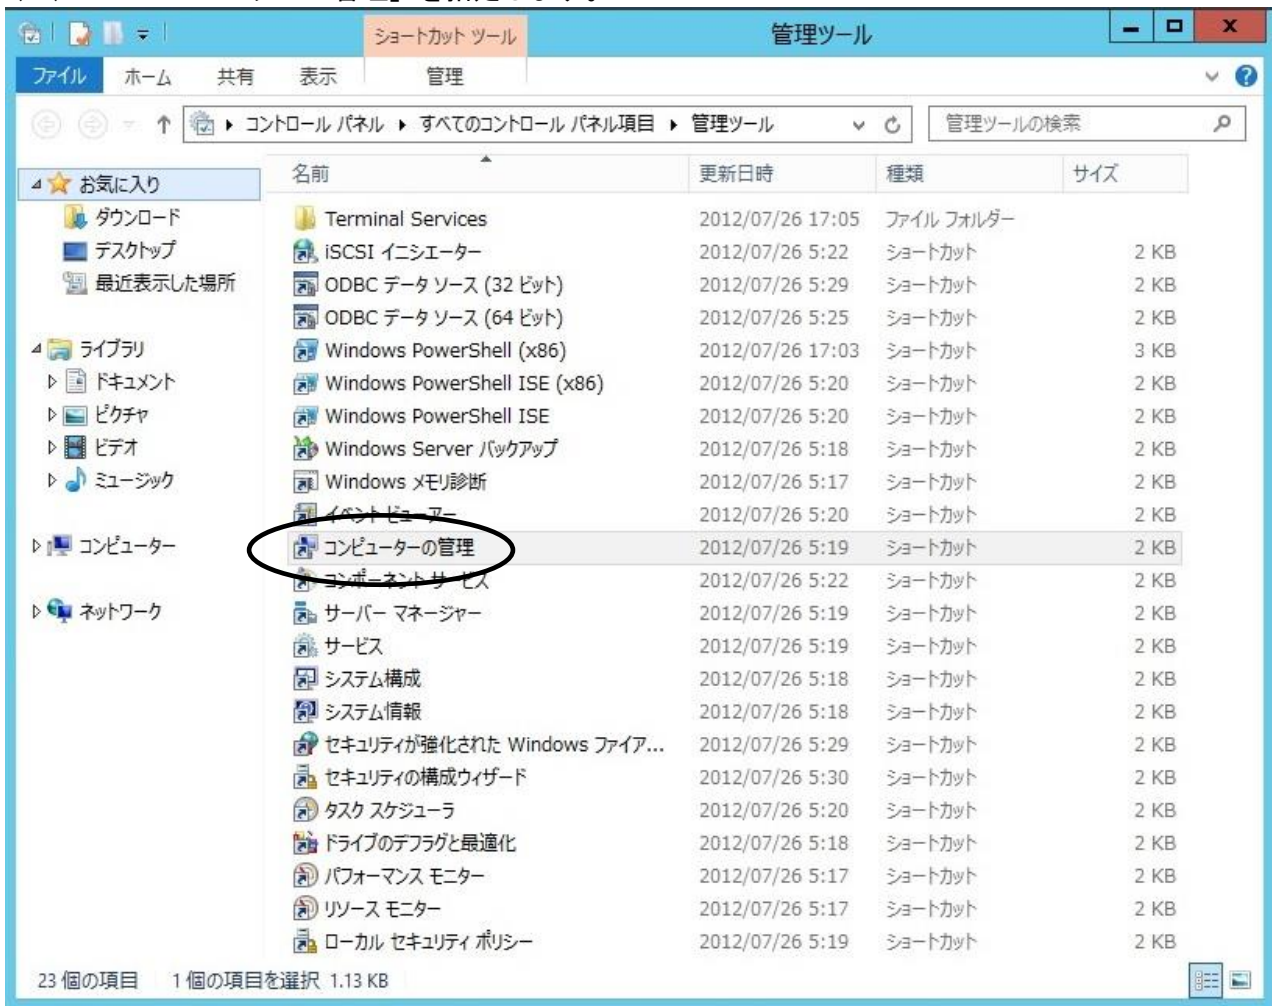 ショートカット ツール 管理ツール
ファイル ホーム 共有 表示 管理
コントロール パネル ▶ すべてのコントロール パネル項目 ▶ 管理ツール 管理ツールの検索
お気に入り
ダウンロード
デスクトップ
最近表示した場所
ライブラリ
ドキュメント
ピクチャ
ビデオ
ミュージック
コンピューター
ネットワーク
名前 更新日時 種類 サイズ
Terminal Services 2012/07/26 17:05 ファイル フォルダー
iSCSI イニシエーター 2012/07/26 5:22 ショートカット 2 KB
ODBC データ ソース (32 ビット) 2012/07/26 5:29 ショートカット 2 KB
ODBC データ ソース (64 ビット) 2012/07/26 5:25 ショートカット 2 KB
Windows PowerShell (x86) 2012/07/26 17:03 ショートカット 3 KB
Windows PowerShell ISE (x86) 2012/07/26 5:20 ショートカット 2 KB
Windows PowerShell ISE 2012/07/26 5:20 ショートカット 2 KB
Windows Server バックアップ 2012/07/26 5:18 ショートカット 2 KB
Windows メモリ診断 2012/07/26 5:17 ショートカット 2 KB
イベント ビューアー 2012/07/26 5:20 ショートカット 2 KB
コンピューターの管理 2012/07/26 5:19 ショートカット 2 KB
コンポーネント サービス 2012/07/26 5:22 ショートカット 2 KB
サーバー マネージャー 2012/07/26 5:19 ショートカット 2 KB
サービス 2012/07/26 5:19 ショートカット 2 KB
システム構成 2012/07/26 5:18 ショートカット 2 KB
システム情報 2012/07/26 5:18 ショートカット 2 KB
セキュリティが強化された Windows ファイア... 2012/07/26 5:29 ショートカット 2 KB
セキュリティの構成ウィザード 2012/07/26 5:30 ショートカット 2 KB
タスク スケジューラ 2012/07/26 5:20 ショートカット 2 KB
ドライブのデフラグと最適化 2012/07/26 5:18 ショートカット 2 KB
パフォーマンス モニター 2012/07/26 5:17 ショートカット 2 KB
リソース モニター 2012/07/26 5:17 ショートカット 2 KB
ローカル セキュリティ ポリシー 2012/07/26 5:19 ショートカット 2 KB
23 個の項目 1 個の項目を選択 1.13 KB